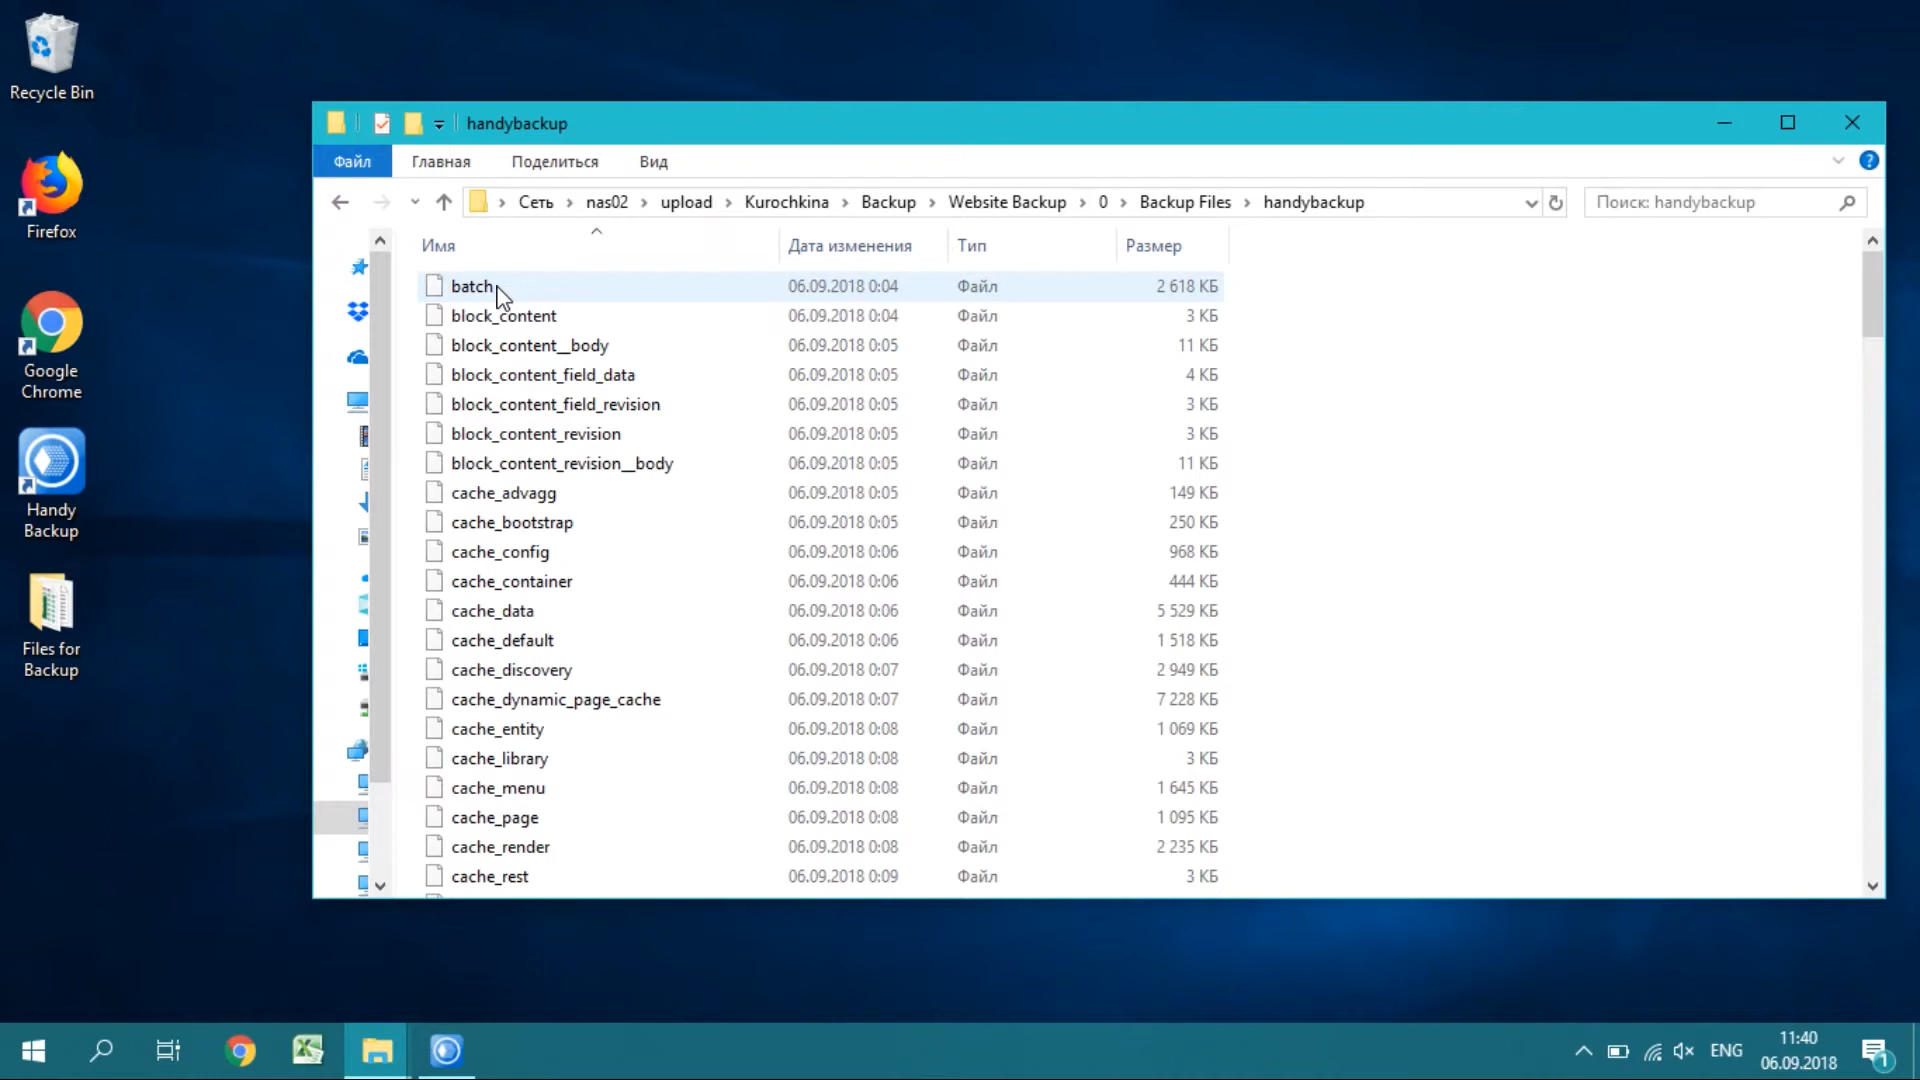 Recycle Bin
Firefox
Google
Chrome
Handy
Backup
Files for
Backup
handybackup
Файл Главная Поделиться Вид
Сеть nas02 upload Kurochkina Backup Website Backup 0 Backup Files handybackup Поиск: handybackup
Имя Дата изменения Тип Размер
batch 06.09.2018 0:04 Файл 2 618 КБ
block_content 06.09.2018 0:04 Файл 3 КБ
block_content__body 06.09.2018 0:05 Файл 11 КБ
block_content_field_data 06.09.2018 0:05 Файл 4 КБ
block_content_field_revision 06.09.2018 0:05 Файл 3 КБ
block_content_revision 06.09.2018 0:05 Файл 3 КБ
block_content_revision__body 06.09.2018 0:05 Файл 11 КБ
cache_advagg 06.09.2018 0:05 Файл 149 КБ
cache_bootstrap 06.09.2018 0:05 Файл 250 КБ
cache_config 06.09.2018 0:06 Файл 968 КБ
cache_container 06.09.2018 0:06 Файл 444 КБ
cache_data 06.09.2018 0:06 Файл 5 529 КБ
cache_default 06.09.2018 0:06 Файл 1 518 КБ
cache_discovery 06.09.2018 0:07 Файл 2 949 КБ
cache_dynamic_page_cache 06.09.2018 0:07 Файл 7 228 КБ
cache_entity 06.09.2018 0:08 Файл 1 069 КБ
cache_library 06.09.2018 0:08 Файл 3 КБ
cache_menu 06.09.2018 0:08 Файл 1 645 КБ
cache_page 06.09.2018 0:08 Файл 1 095 КБ
cache_render 06.09.2018 0:08 Файл 2 235 КБ
cache_rest 06.09.2018 0:09 Файл 3 КБ
ENG
11:40
06.09.2018
1